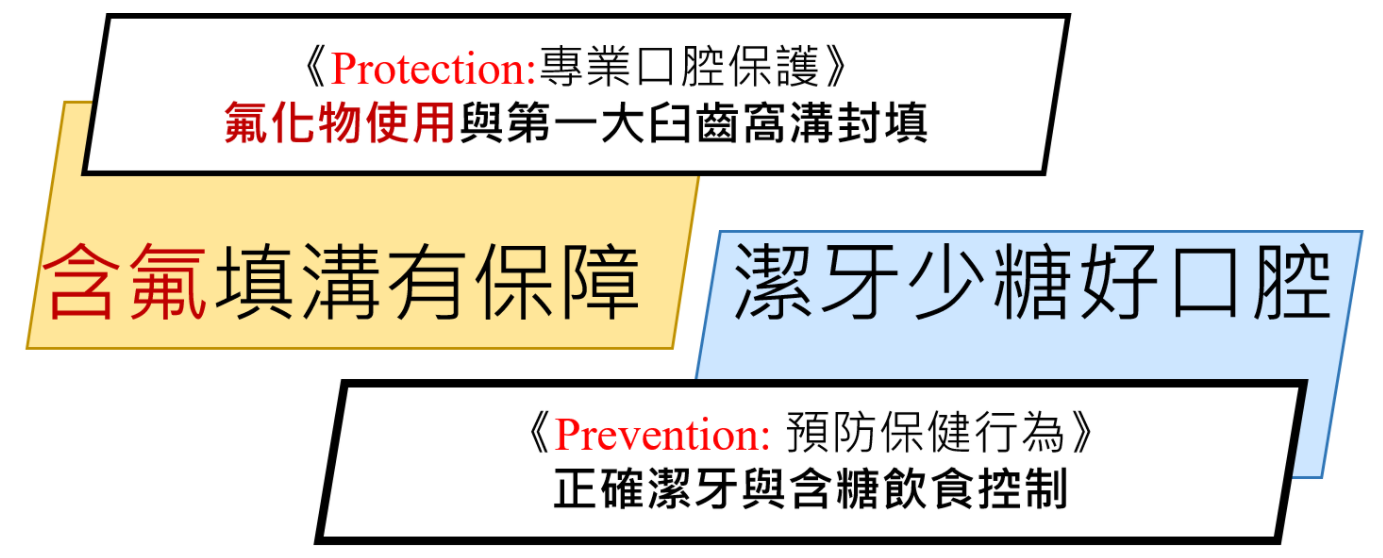 《Protection:專業口腔保護》
氟化物使用與第一大臼齒窩溝封填
含氟填溝有保障
潔牙少糖好口腔
《Prevention: 預防保健行為》
正確潔牙與含糖飲食控制